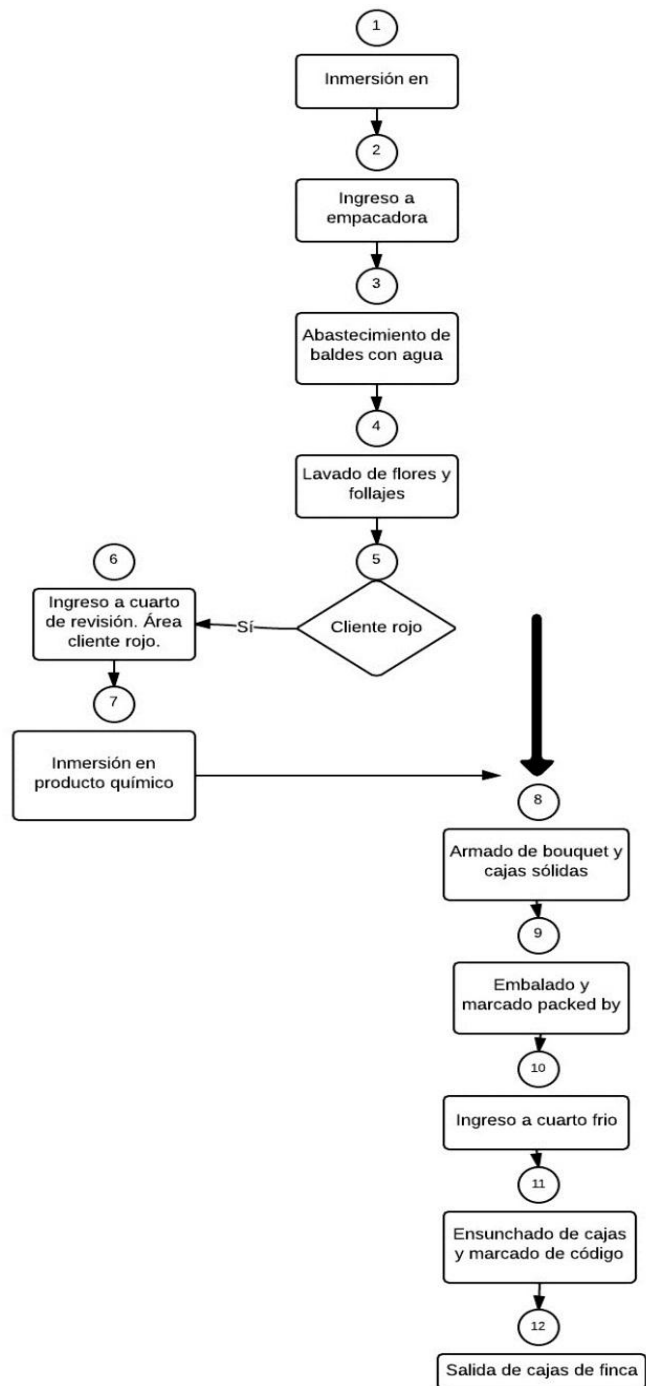 1
Inmersión en
2
Ingreso a
empacadora
3
Abastecimiento de
baldes con agua
4
Lavado de flores y
follajes
5
Cliente rojo
Sí
6
Ingreso a cuarto
de revisión. Área
cliente rojo.
7
Inmersión en
producto químico
8
Armado de bouquet y
cajas sólidas
9
Embalado y
marcado packed by
10
Ingreso a cuarto frio
11
Ensunchado de cajas
y marcado de código
12
Salida de cajas de finca